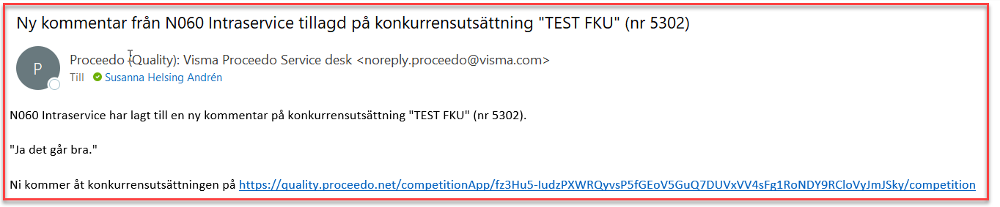 Ny kommentar från N060 Intraservice tillagd på konkurrensutsättning "TEST FKU" (nr 5302)
P
Proceedo (Quality): Visma Proceedo Service desk <noreply.proceedo@visma.com>
Till Susanna Helsing Andrén
N060 Intraservice har lagt till en ny kommentar på konkurrensutsättning "TEST FKU" (nr 5302).
"Ja det går bra."
Ni kommer åt konkurrensutsättningen på https://quality.proceedo.net/competitionApp/fz3Hu5-IudzPXWRQyvsP5fGEoV5GuQ7DUVxVV4sFg1RoNDY9RCloVyJmJSky/competition